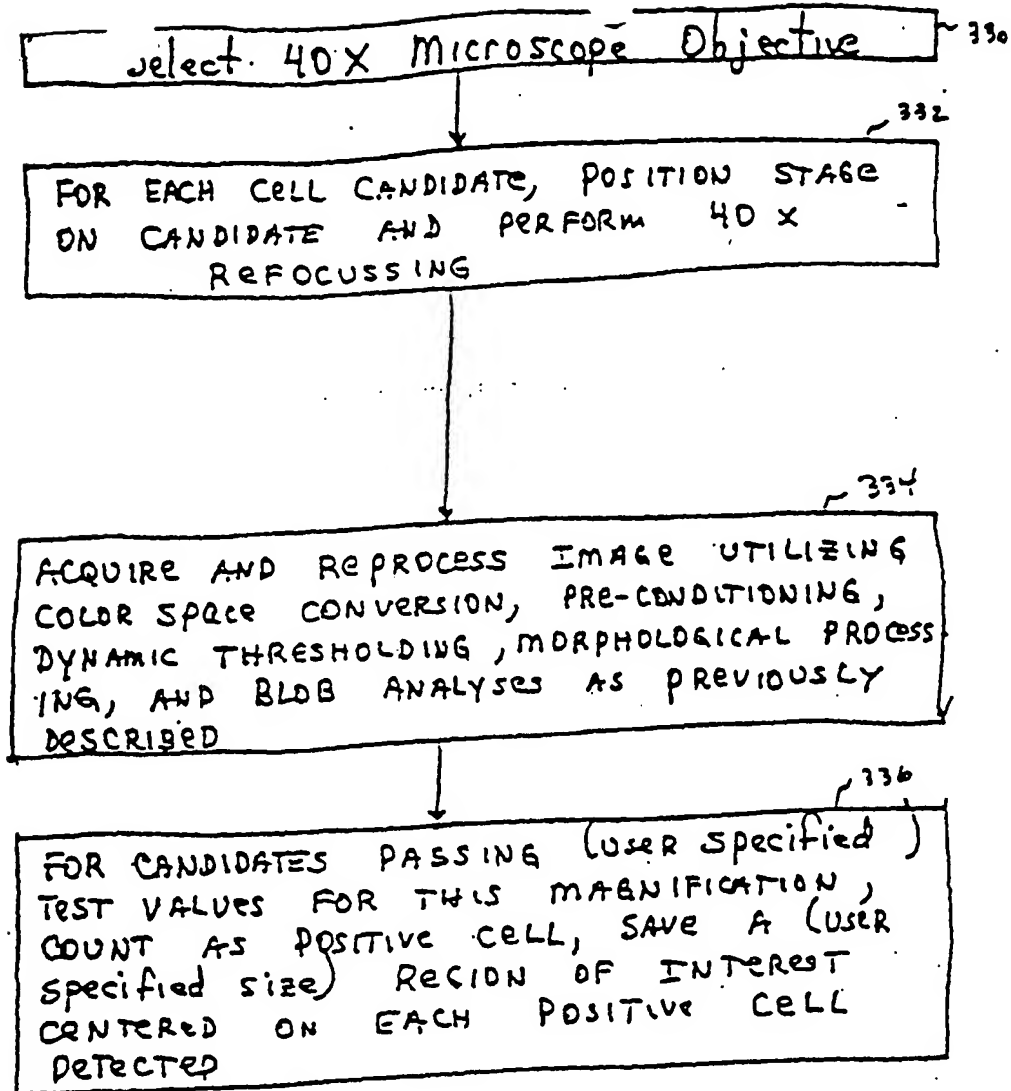 select 40X Microscope Objective 330
332
FOR EACH CELL CANDIDATE, POSITION STAGE
ON CANDIDATE AND PERFORM 40 X
REFOCUSSING
334
ACQUIRE AND REPROCESS IMAGE UTILIZING
COLOR SPACE CONVERSION, PRE-CONDITIONING,
DYNAMIC THRESHOLDING, MORPHOLOGICAL PROCESS
ING, AND BLOB ANALYSES AS PREVIOUSLY
DESCRIBED
336
FOR CANDIDATES PASSING (USER SPECIFIED)
TEST VALUES FOR THIS MAGNIFICATION,
COUNT AS POSITIVE CELL, SAVE A (USER
SPECIFIED SIZE) REGION OF INTEREST
CENTERED ON EACH POSITIVE CELL
DETECTED